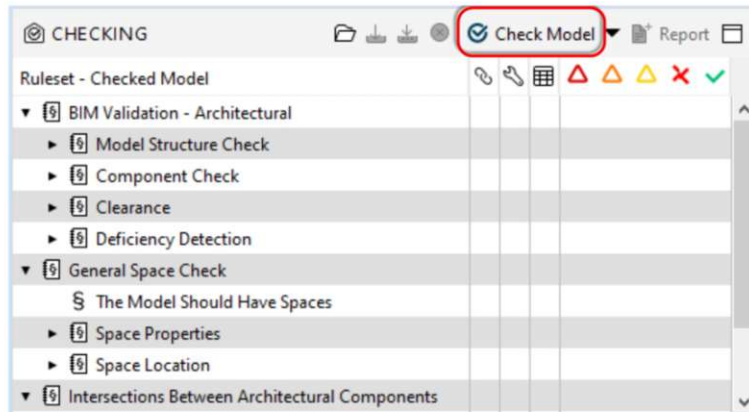 CHECKING Check Model Report
Ruleset - Checked Model
BIM Validation - Architectural
Model Structure Check
Component Check
Clearance
Deficiency Detection
General Space Check
§ The Model Should Have Spaces
Space Properties
Space Location
Intersections Between Architectural Components